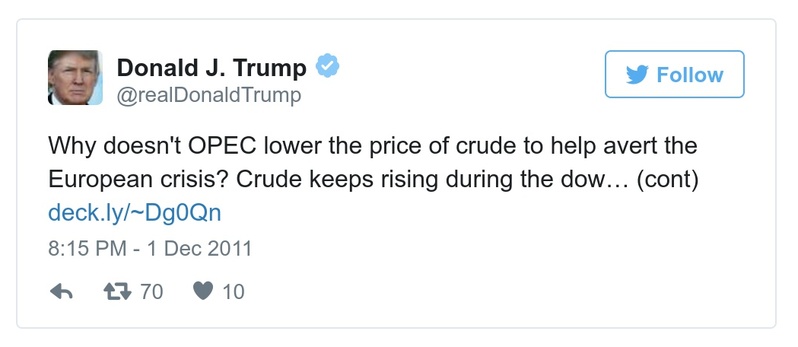 Donald J. Trump
@realDonaldTrump
Follow
Why doesn't OPEC lower the price of crude to help avert the
European crisis? Crude keeps rising during the dow… (cont)
deck.ly/~Dg0Qn
8:15 PM - 1 Dec 2011
70 10